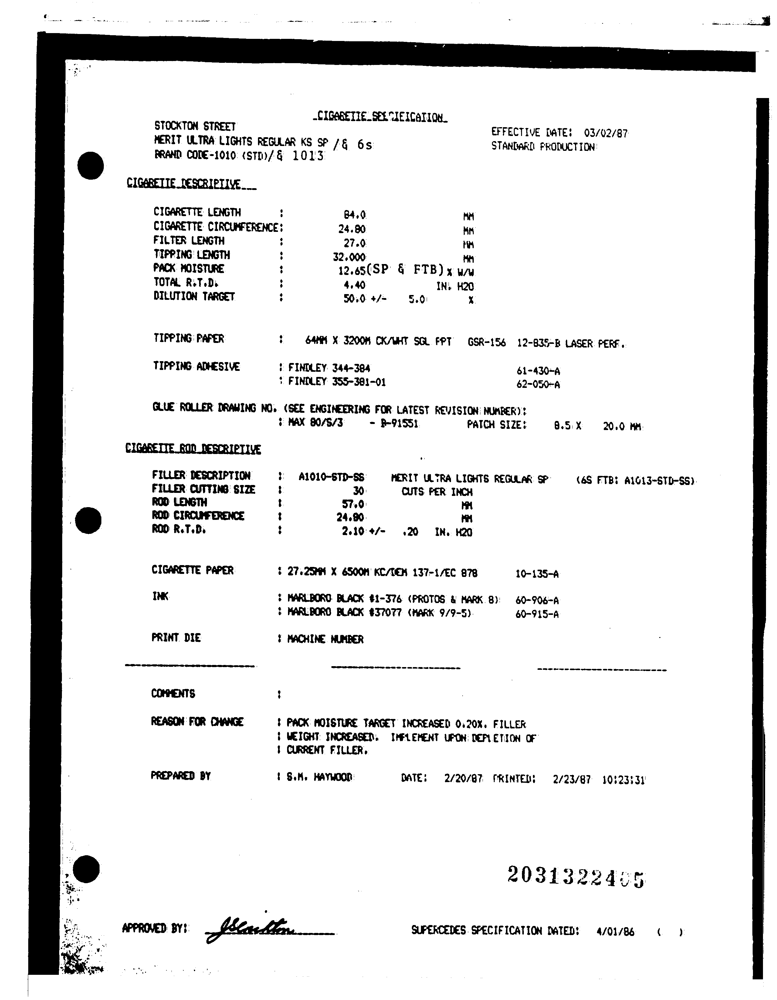 CIGARETTE SPECIFICATION
STOCKTON STREET
EFFECTIVE DATE: 03/02/87
MERIT ULTRA LIGHTS REGULAR KS SP / & 6s
STANDARD PRODUCTION
BRAND CODE-1010 (STD)/ & 1013
CIGARETTE DESCRIPTIVE
CIGARETTE LENGTH : 84.0 MM
CIGARETTE CIRCUMFERENCE: 24.80 MM
FILTER LENGTH : 27.0 MM
TIPPING LENGTH : 32.000 MM
PACK MOISTURE : 12.65(SP & FTB) % W/W
TOTAL R.T.D. : 4.40 IN. H2O
DILUTION TARGET : 50.0 +/- 5.0 %
TIPPING PAPER : 64MM X 3200M CK/WHT SGL PPT GSR-156 12-835-B LASER PERF.
TIPPING ADHESIVE : FINDLEY 344-384 61-430-A
: FINDLEY 355-381-01 62-050-A
GLUE ROLLER DRAWING NO. (SEE ENGINEERING FOR LATEST REVISION NUMBER):
: MAX 80/S/3 - B-91551 PATCH SIZE: 8.5 X 20.0 MM
CIGARETTE ROD DESCRIPTIVE
FILLER DESCRIPTION : A1010-STD-SS MERIT ULTRA LIGHTS REGULAR SP (6S FTB: A1013-STD-SS)
FILLER CUTTING SIZE : 30 CUTS PER INCH
ROD LENGTH : 57.0 MM
ROD CIRCUMFERENCE : 24.80 MM
ROD R.T.D. : 2.10 +/- .20 IN. H2O
CIGARETTE PAPER : 27.25MM X 6500M KC/DEM 137-1/EC 878 10-135-A
INK : MARLBORO BLACK #1-376 (PROTOS & MARK 8) 60-906-A
: MARLBORO BLACK #37077 (MARK 9/9-5) 60-915-A
PRINT DIE : MACHINE NUMBER
COMMENTS :
REASON FOR CHANGE : PACK MOISTURE TARGET INCREASED 0.20%. FILLER
: WEIGHT INCREASED. IMPLEMENT UPON DEPLETION OF
: CURRENT FILLER.
PREPARED BY : S.M. HAYWOOD DATE: 2/20/87 PRINTED: 2/23/87 10:23:31
APPROVED BY:
SUPERCEDES SPECIFICATION DATED: 4/01/86 ( )